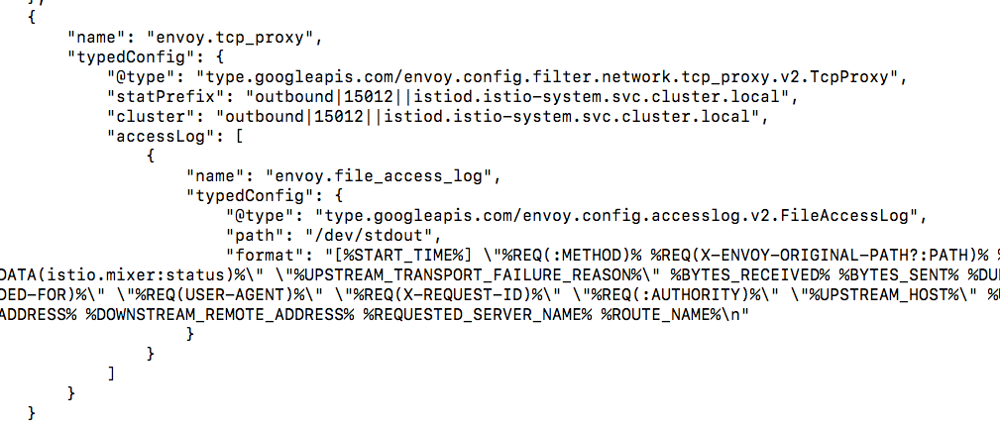 },
{
"name": "envoy.tcp_proxy",
"typedConfig": {
"@type": "type.googleapis.com/envoy.config.filter.network.tcp_proxy.v2.TcpProxy",
"statPrefix": "outbound|15012||istiod.istio-system.svc.cluster.local",
"cluster": "outbound|15012||istiod.istio-system.svc.cluster.local",
"accessLog": [
{
"name": "envoy.file_access_log",
"typedConfig": {
"@type": "type.googleapis.com/envoy.config.accesslog.v2.FileAccessLog",
"path": "/dev/stdout",
"format": "[%START_TIME%] \"%REQ(:METHOD)% %REQ(X-ENVOY-ORIGINAL-PATH?:PATH)% %
DATA(istio.mixer:status)%\" \"%UPSTREAM_TRANSPORT_FAILURE_REASON%\" %BYTES_RECEIVED% %BYTES_SENT% %DU
DED-FOR)%\" \"%REQ(USER-AGENT)%\" \"%REQ(X-REQUEST-ID)%\" \"%REQ(:AUTHORITY)%\" \"%UPSTREAM_HOST%\" %U
ADDRESS% %DOWNSTREAM_REMOTE_ADDRESS% %REQUESTED_SERVER_NAME% %ROUTE_NAME%\n"
}
}
]
}
}